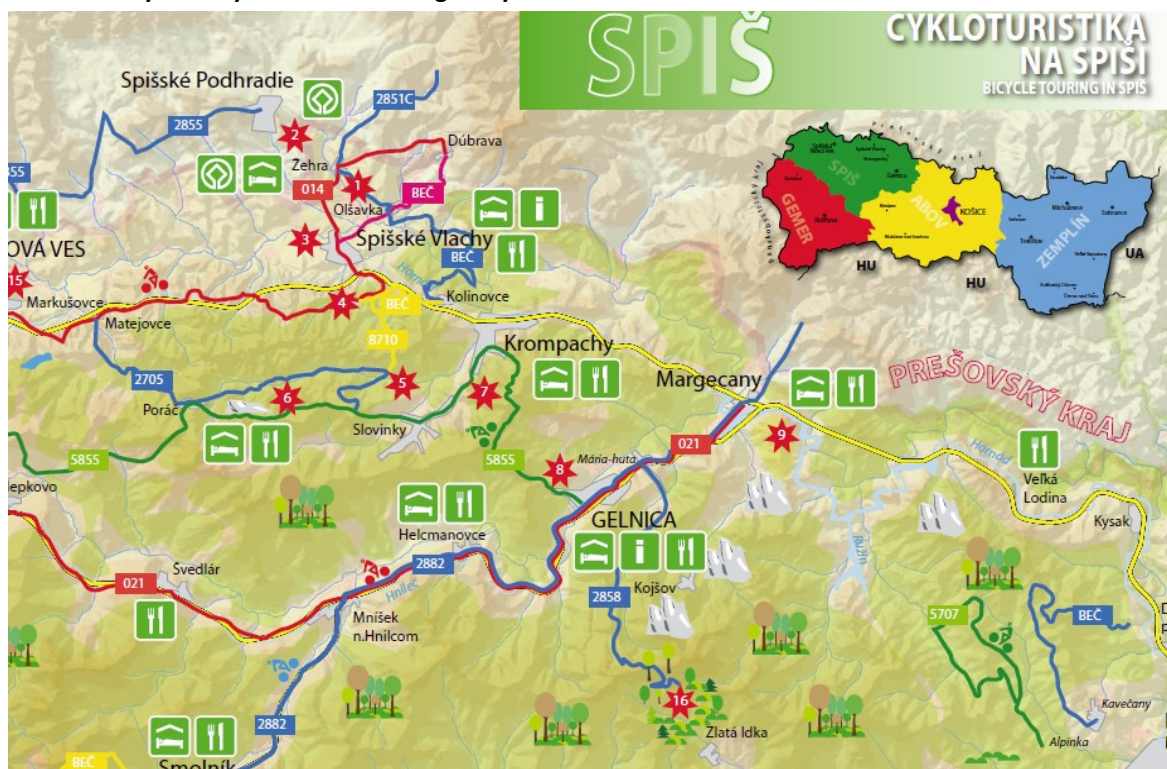 SPIŠ
CYKLOTURISTIKA
NA SPIŠI
BICYCLE TOURING IN SPIŠ
Spišské Podhradie
2851C
2855
2
Dúbrava
Žehra
1
014
BEČ
Olšavka
3
Spišské Vlachy
BEČ
OVÁ VES
15
Markušovce
Matejovce
4
BEČ
Hornád
Kolinovce
8710
Krompachy
2705
5
6
7
Poráč
Slovinky
Margecany
PREŠOVSKÝ KRAJ
9
021
5855
5855
8
Mária-huta
Hornád
Veľká
Lodina
Kysak
Ružín
epkovo
Helcmanovce
GELNICA
2882
021
Švedlár
Hnilec
Mníšek
n.Hnilcom
2858
Kojšov
5707
BEČ
16
Zlatá Idka
Kavečany
Alpinka
2882
Smolník
BEČ
SPIŠ
GEMER
ABOV
KOŠICE
ZEMPLÍN
UA
HU
HU